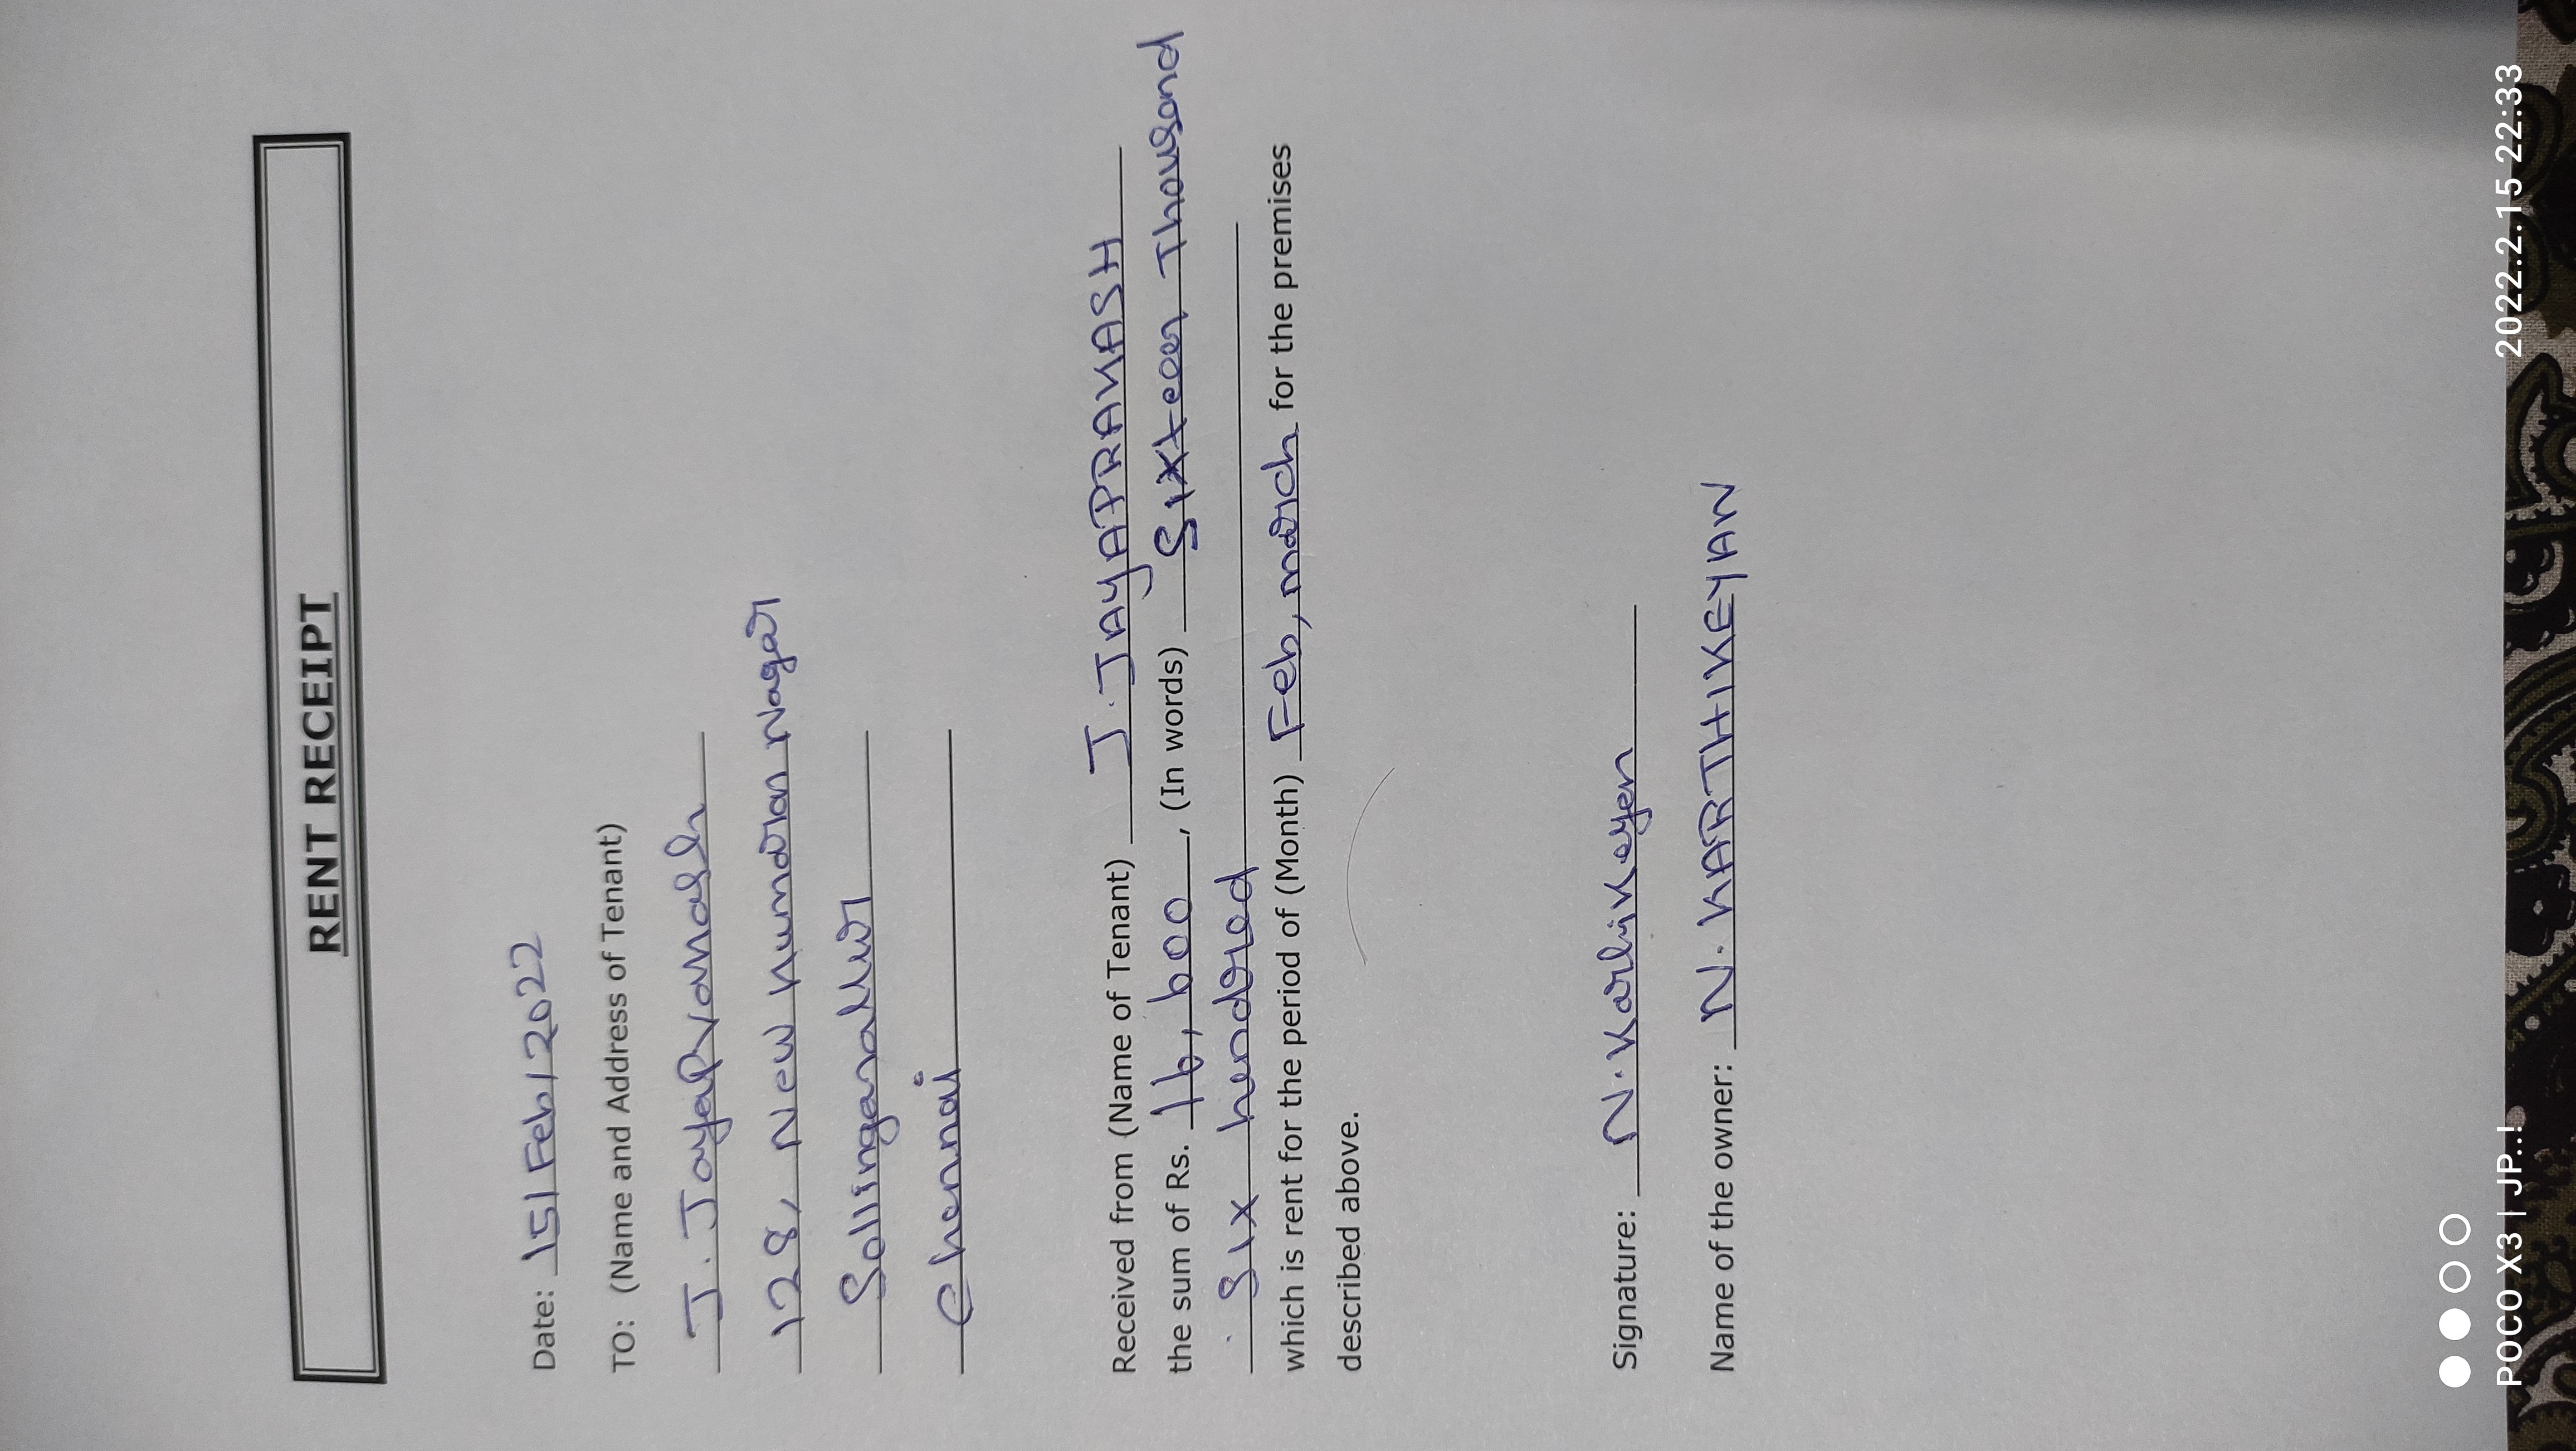 RENT RECEIPT
Date: 15/Feb/2022
TO: (Name and Address of Tenant)
J. Jayaprakash
128, New Kumaran Nagar
Sollinganallur
Chennai
Received from (Name of Tenant) J. JAYAPRAKASH
the sum of Rs. 16,600, (In words) Sixteen Thousand
Six hendred
which is rent for the period of (Month) Feb, march for the premises
described above.
Signature: N. Karthikeyen
Name of the owner: N. KARTHIKEYAN
POCO X3 | JP..!
2022.2.15 22:33